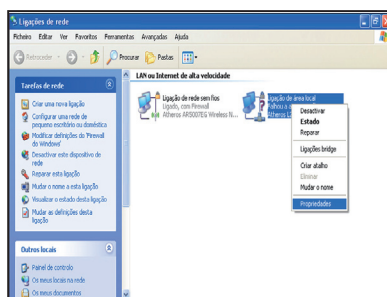 Ligações de rede
Ficheiro Editar Ver Favoritos Ferramentas Avançadas Ajuda
Retroceder Procurar Pastas
Tarefas de rede
Criar uma nova ligação
Configurar uma rede de
pequeno escritório ou doméstica
Modificar definições do 'Firewall
do Windows'
Desactivar este dispositivo de
rede
Reparar esta ligação
Mudar o nome a esta ligação
Visualizar o estado desta ligação
Mudar as definições desta
ligação
Outros locais
Painel de controlo
Os meus locais na rede
Os meus documentos
LAN ou Internet de alta velocidade
Ligação de rede sem fios
Ligado, com Firewall
Atheros AR5007EG Wireless N...
Ligação de área local
Falhou a
Atheros
Desactivar
Estado
Reparar
Ligações bridge
Criar atalho
Eliminar
Mudar o nome
Propriedades